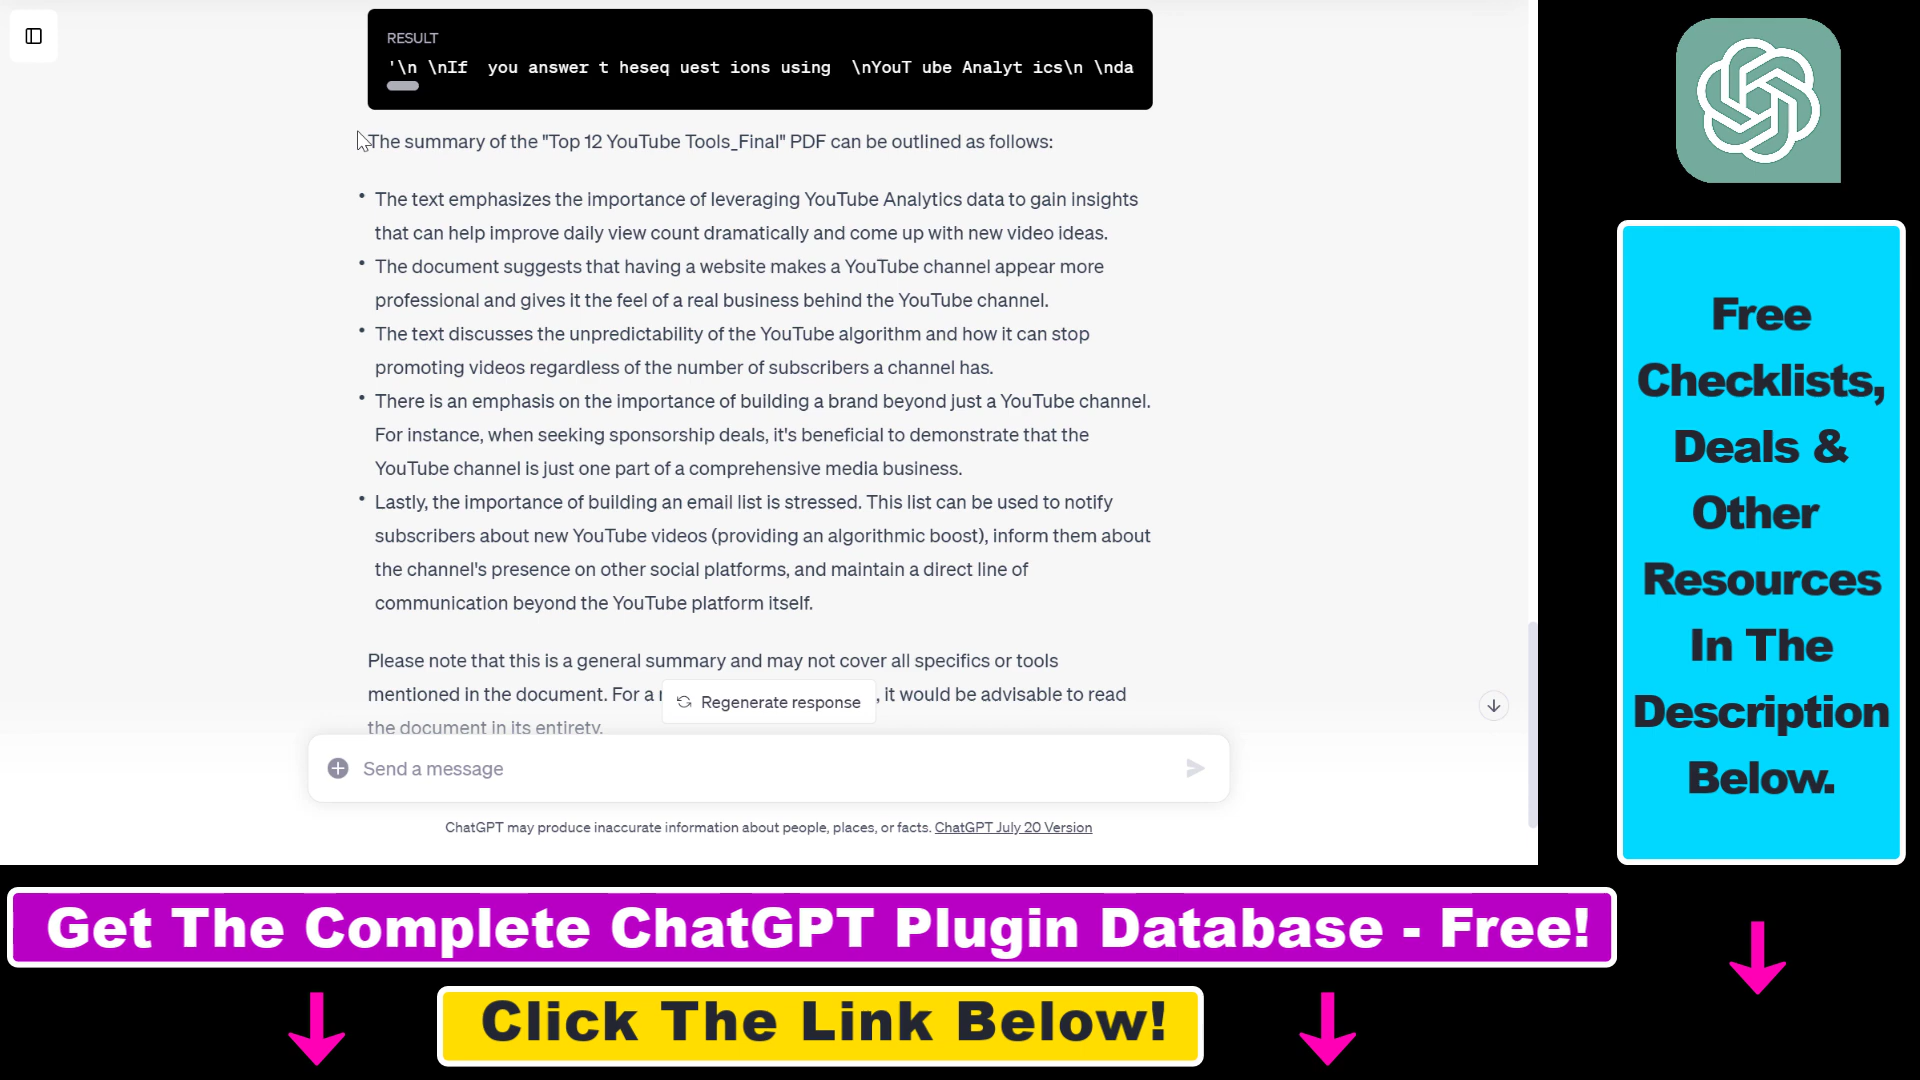 RESULT
'\n \nIf  you answer t heseq uest ions using  \nYouT ube Analyt ics\n \nda
The summary of the "Top 12 YouTube Tools_Final" PDF can be outlined as follows:
• The text emphasizes the importance of leveraging YouTube Analytics data to gain insights
that can help improve daily view count dramatically and come up with new video ideas.
• The document suggests that having a website makes a YouTube channel appear more
professional and gives it the feel of a real business behind the YouTube channel.
• The text discusses the unpredictability of the YouTube algorithm and how it can stop
promoting videos regardless of the number of subscribers a channel has.
• There is an emphasis on the importance of building a brand beyond just a YouTube channel.
For instance, when seeking sponsorship deals, it's beneficial to demonstrate that the
YouTube channel is just one part of a comprehensive media business.
• Lastly, the importance of building an email list is stressed. This list can be used to notify
subscribers about new YouTube videos (providing an algorithmic boost), inform them about
the channel's presence on other social platforms, and maintain a direct line of
communication beyond the YouTube platform itself.
Please note that this is a general summary and may not cover all specifics or tools
mentioned in the document. For a , it would be advisable to read
the document in its entirety.
Regenerate response
Send a message
ChatGPT may produce inaccurate information about people, places, or facts. ChatGPT July 20 Version
Free
Checklists,
Deals &
Other
Resources
In The
Description
Below.
Get The Complete ChatGPT Plugin Database - Free!
Click The Link Below!